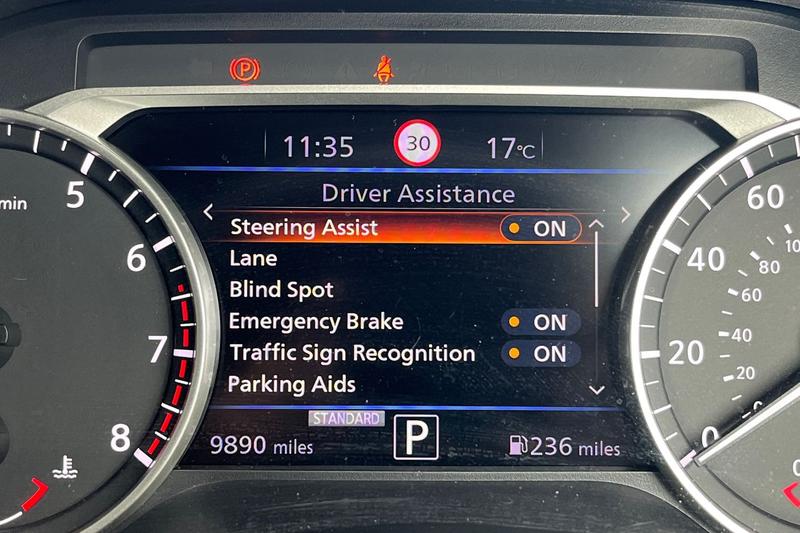 P
11:35 30 17°C
Driver Assistance
Steering Assist ON
Lane
Blind Spot
Emergency Brake ON
Traffic Sign Recognition ON
Parking Aids
STANDARD
9890 miles P 236 miles
min
5
6
7
8
60
40
20
0
80
60
40
20